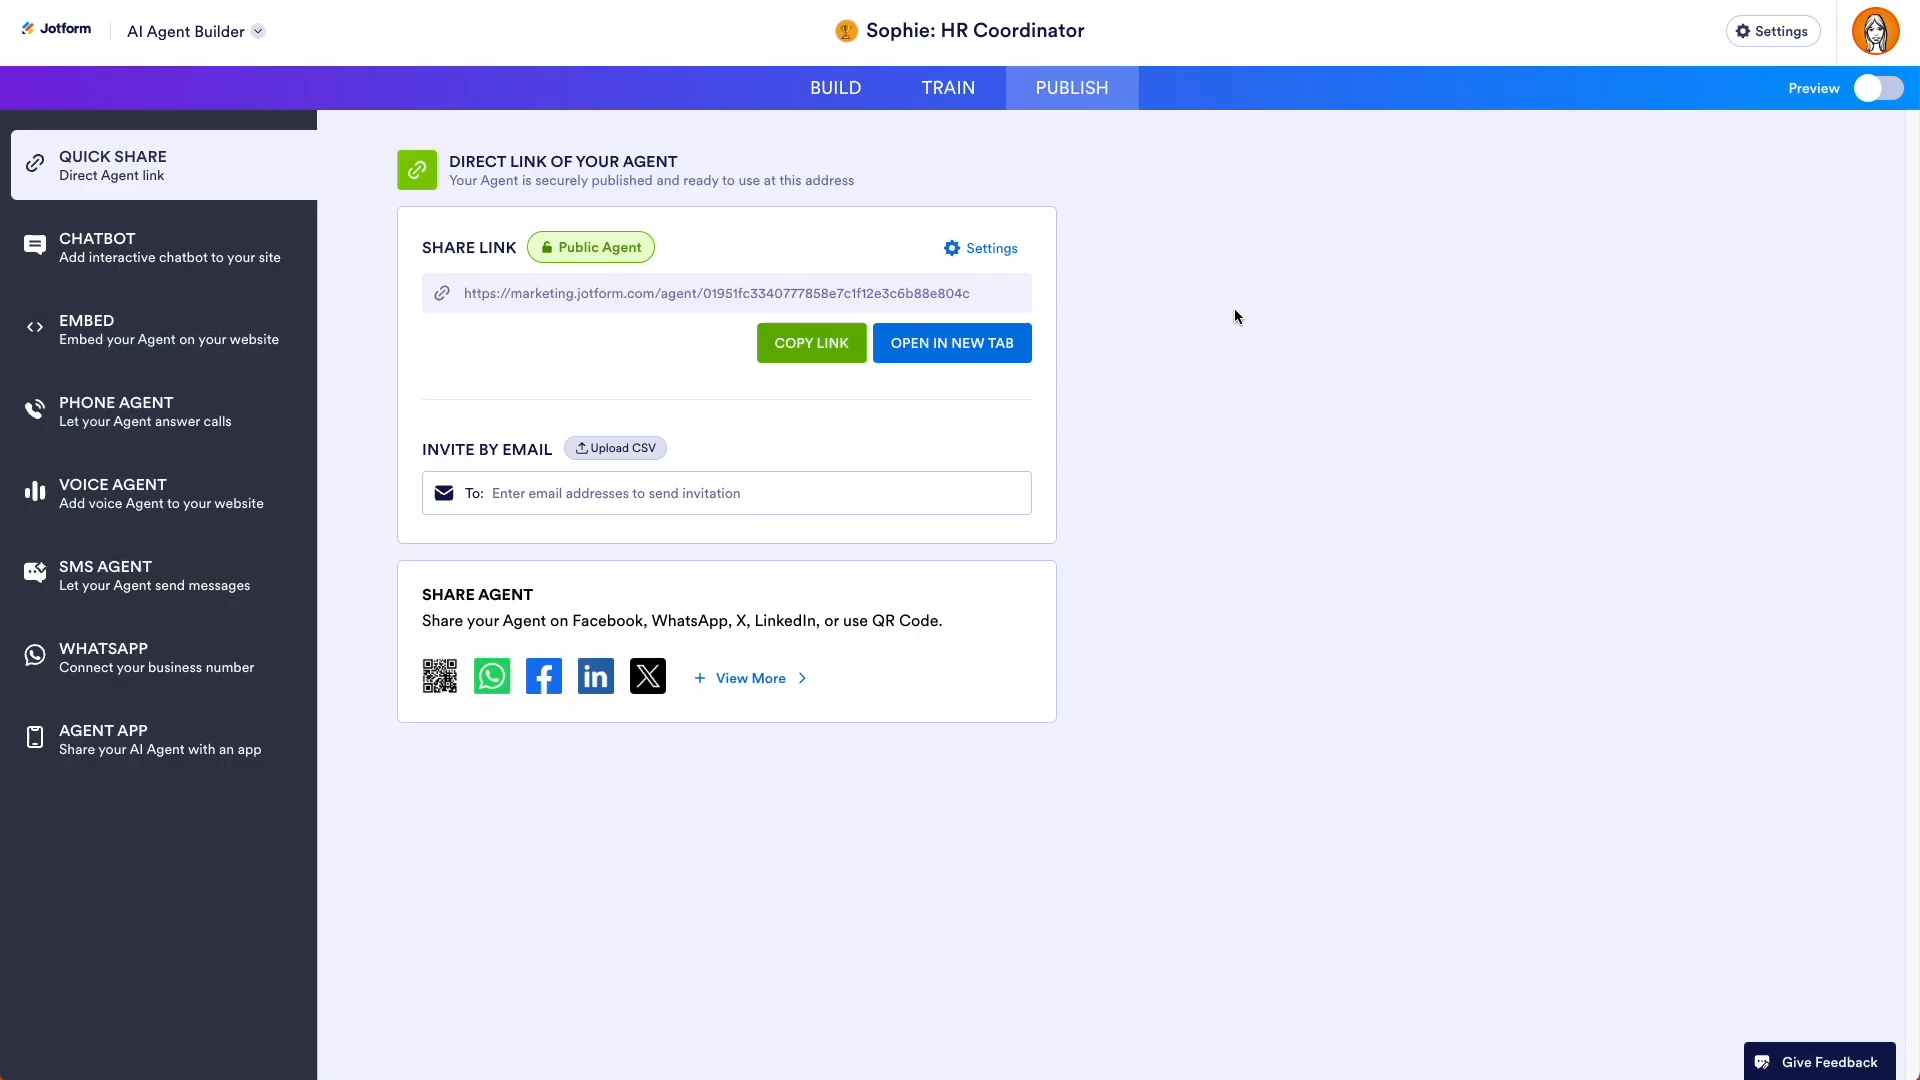 Jotform
AI Agent Builder
Sophie: HR Coordinator
Settings
BUILD
TRAIN
PUBLISH
Preview
QUICK SHARE
Direct Agent link
CHATBOT
Add interactive chatbot to your site
EMBED
Embed your Agent on your website
PHONE AGENT
Let your Agent answer calls
VOICE AGENT
Add voice Agent to your website
SMS AGENT
Let your Agent send messages
WHATSAPP
Connect your business number
AGENT APP
Share your AI Agent with an app
DIRECT LINK OF YOUR AGENT
Your Agent is securely published and ready to use at this address
SHARE LINK
Public Agent
Settings
https://marketing.jotform.com/agent/01951fc3340777858e7c1f12e3c6b88e804c
COPY LINK
OPEN IN NEW TAB
INVITE BY EMAIL
Upload CSV
To: Enter email addresses to send invitation
SHARE AGENT
Share your Agent on Facebook, WhatsApp, X, LinkedIn, or use QR Code.
+ View More
Give Feedback